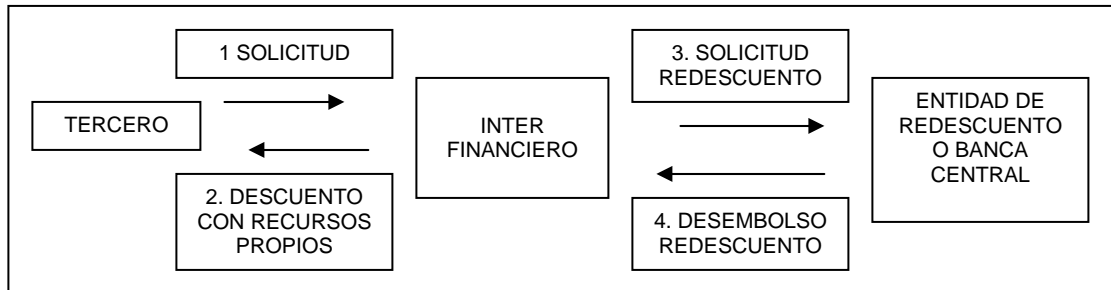 1 SOLICITUD
3. SOLICITUD
REDESCUENTO
TERCERO
INTER
FINANCIERO
ENTIDAD DE
REDESCUENTO
O BANCA
CENTRAL
2. DESCUENTO
CON RECURSOS
PROPIOS
4. DESEMBOLSO
REDESCUENTO